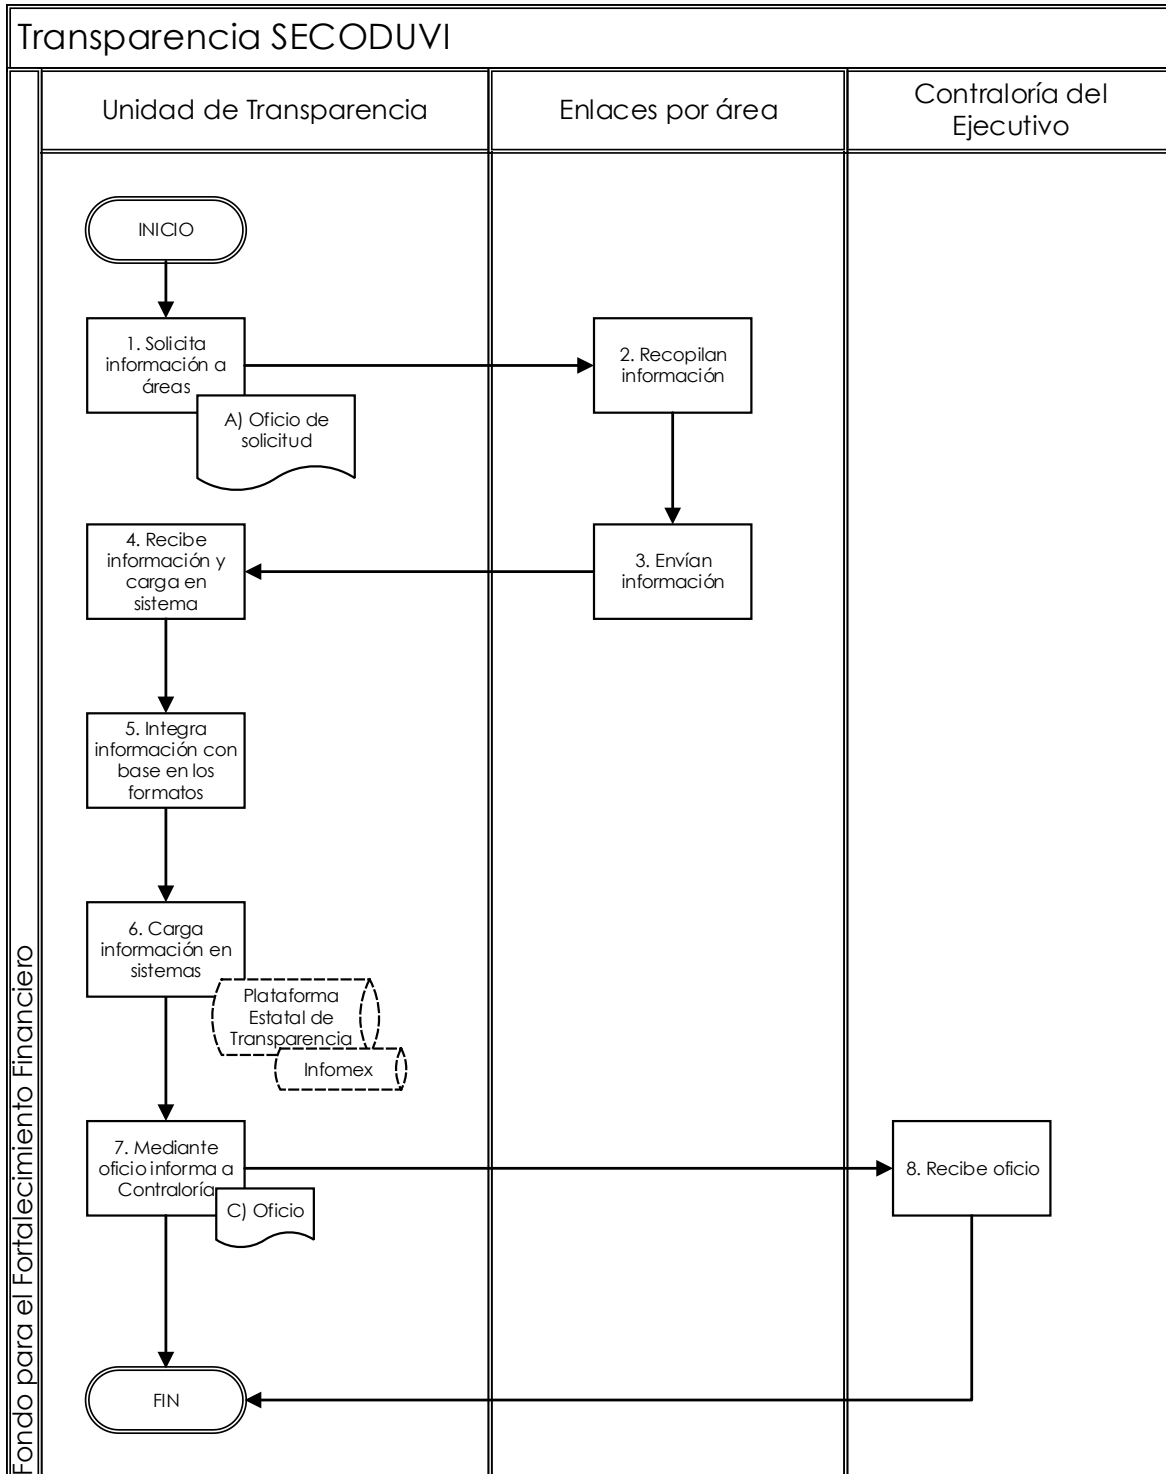 Transparencia SECODUVI
Unidad de Transparencia
Enlaces por área
Contraloría del
Ejecutivo
Fondo para el Fortalecimiento Financiero
INICIO
1. Solicita
información a
áreas
A) Oficio de
solicitud
2. Recopilan
información
3. Envían
información
4. Recibe
información y
carga en
sistema
5. Integra
información con
base en los
formatos
6. Carga
información en
sistemas
Plataforma
Estatal de
Transparencia
Infomex
7. Mediante
oficio informa a
Contraloría
C) Oficio
8. Recibe oficio
FIN